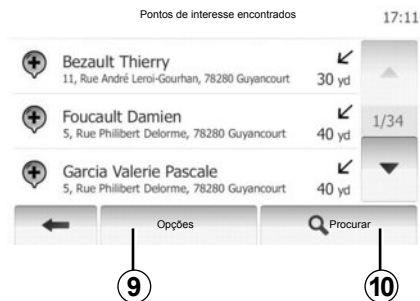 Pontos de interesse encontrados 17:11
Bezault Thierry
11, Rue André Leroi-Gourhan, 78280 Guyancourt 30 yd
Foucault Damien
5, Rue Philibert Delorme, 78280 Guyancourt 40 yd
1/34
Garcia Valerie Pascale
5, Rue Philibert Delorme, 78280 Guyancourt 40 yd
Opções Procurar
9 10